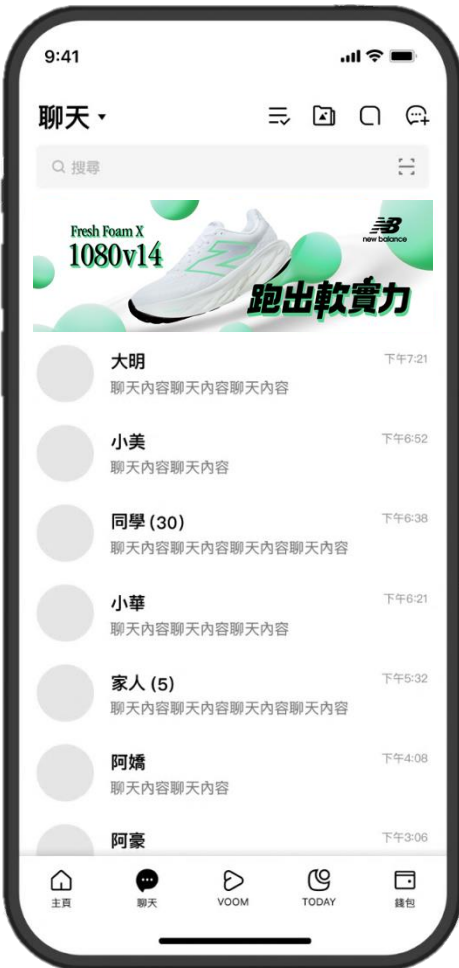 9:41
聊天
搜尋
Fresh Foam X
1080v14
NB
new balance
跑出軟實力
大明
下午7:21
聊天內容聊天內容聊天內容
小美
下午6:52
聊天內容聊天內容
同學 (30)
下午6:38
聊天內容聊天內容聊天內容聊天內容
小華
下午6:21
聊天內容聊天內容聊天內容
家人 (5)
下午5:32
聊天內容聊天內容聊天內容聊天內容
阿嬌
下午4:08
聊天內容聊天內容
阿豪
下午3:06
主頁
聊天
VOOM
TODAY
錢包